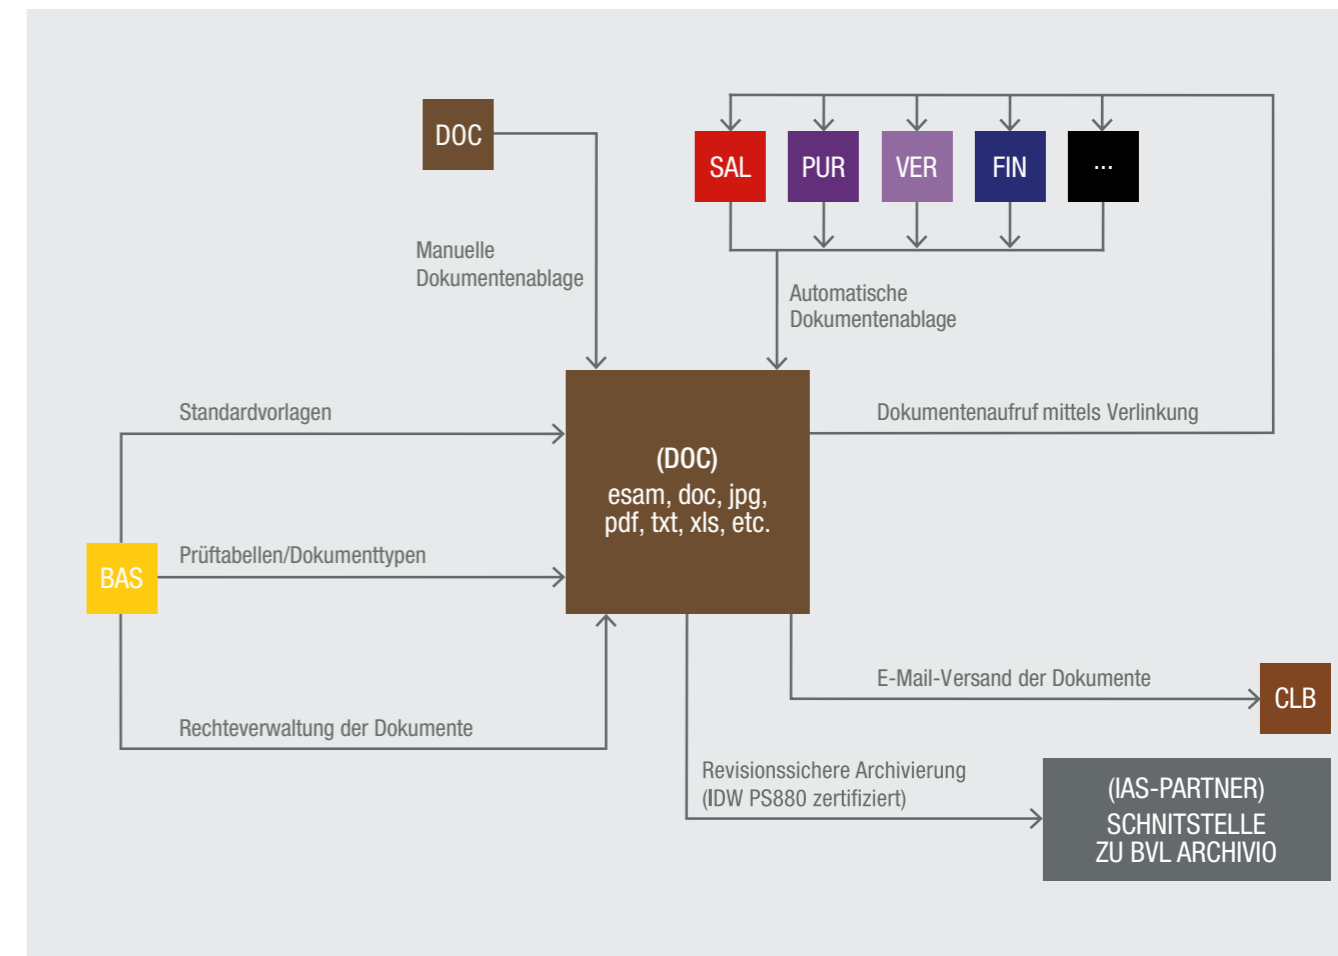 DOC
SAL
PUR
VER
FIN
...
Manuelle
Dokumentenablage
Automatische
Dokumentenablage
Standardvorlagen
Dokumentenaufruf mittels Verlinkung
(DOC)
esam, doc, jpg,
pdf, txt, xls, etc.
Prüftabellen/Dokumenttypen
BAS
E-Mail-Versand der Dokumente
CLB
Rechteverwaltung der Dokumente
Revisionssichere Archivierung
(IDW PS880 zertifiziert)
(IAS-PARTNER)
SCHNITSTELLE
ZU BVL ARCHIVIO